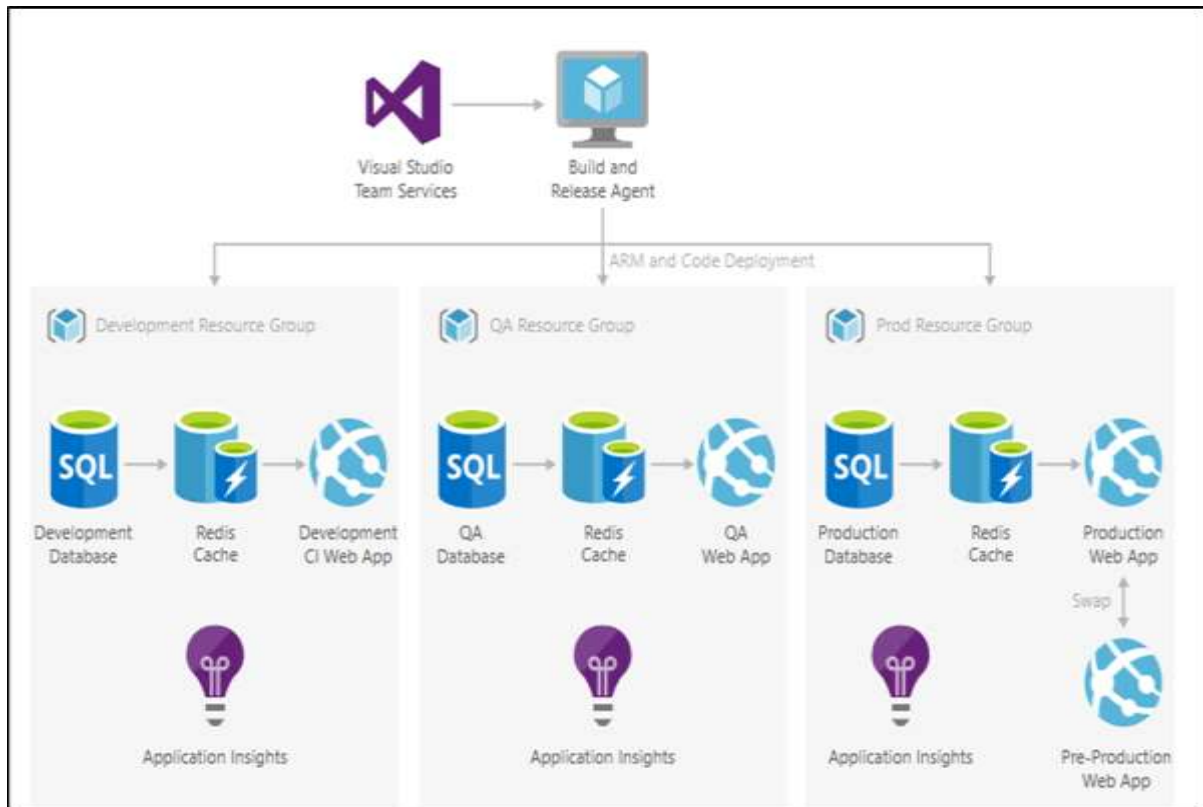 Visual Studio
Team Services
Build and
Release Agent
ARM and Code Deployment
Development Resource Group
SQL
Development
Database
Redis
Cache
Development
CI Web App
Application Insights
QA Resource Group
SQL
QA
Database
Redis
Cache
QA
Web App
Application Insights
Prod Resource Group
SQL
Production
Database
Redis
Cache
Production
Web App
Swap
Application Insights
Pre-Production
Web App